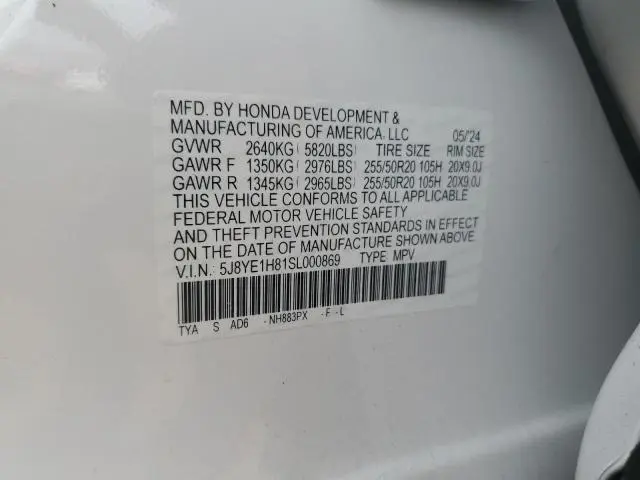 MFD. BY HONDA DEVELOPMENT &
MANUFACTURING OF AMERICA, LLC 05/'24
GVWR 2640KG (5820LBS) TIRE SIZE RIM SIZE
GAWR F 1350KG (2976LBS) 255/50R20 105H 20X9.0J
GAWR R 1345KG (2965LBS) 255/50R20 105H 20X9.0J
THIS VEHICLE CONFORMS TO ALL APPLICABLE
FEDERAL MOTOR VEHICLE SAFETY
AND THEFT PREVENTION STANDARDS IN EFFECT
ON THE DATE OF MANUFACTURE SHOWN ABOVE.
V.I.N.: 5J8YE1H81SL000869 TYPE MPV
TYA S AD6 -NH883PX -F -L